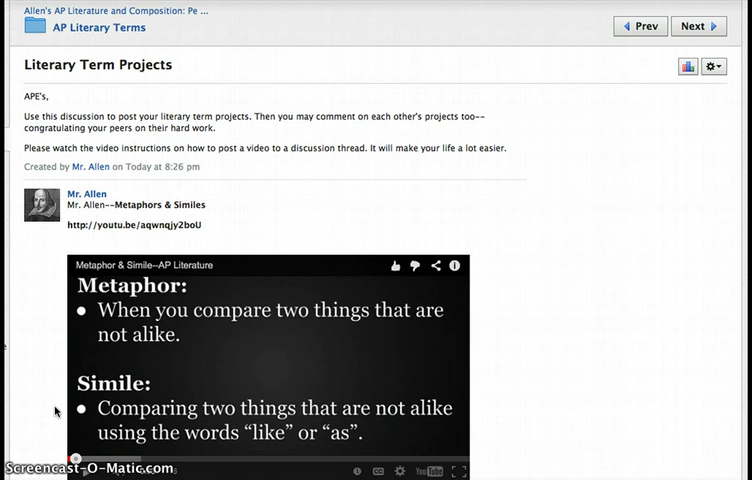 Allen's AP Literature and Composition: Pe ...
AP Literary Terms
Prev
Next
Literary Term Projects
APE's,
Use this discussion to post your literary term projects. Then you may comment on each other's projects too--
congratulating your peers on their hard work.
Please watch the video instructions on how to post a video to a discussion thread. It will make your life a lot easier.
Created by Mr. Allen on Today at 8:26 pm
Mr. Allen
Mr. Allen--Metaphors & Similes
http://youtu.be/aqwnqjy2boU
Metaphor & Simile--AP Literature
Metaphor:
• When you compare two things that are
not alike.
Simile:
• Comparing two things that are not alike
using the words “like” or “as”.
CC
YouTube
Screencast-O-Matic.com